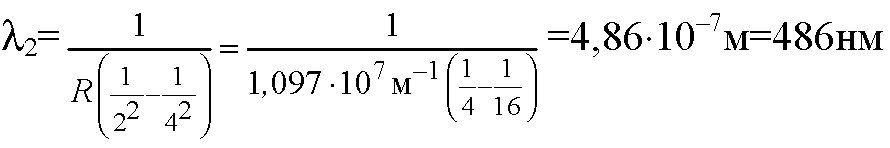 λ₂= 1/(R(1/2²−1/4²)) = 1/(1,097·10⁷ м⁻¹(1/4−1/16)) =4,86·10⁻⁷м=486нм